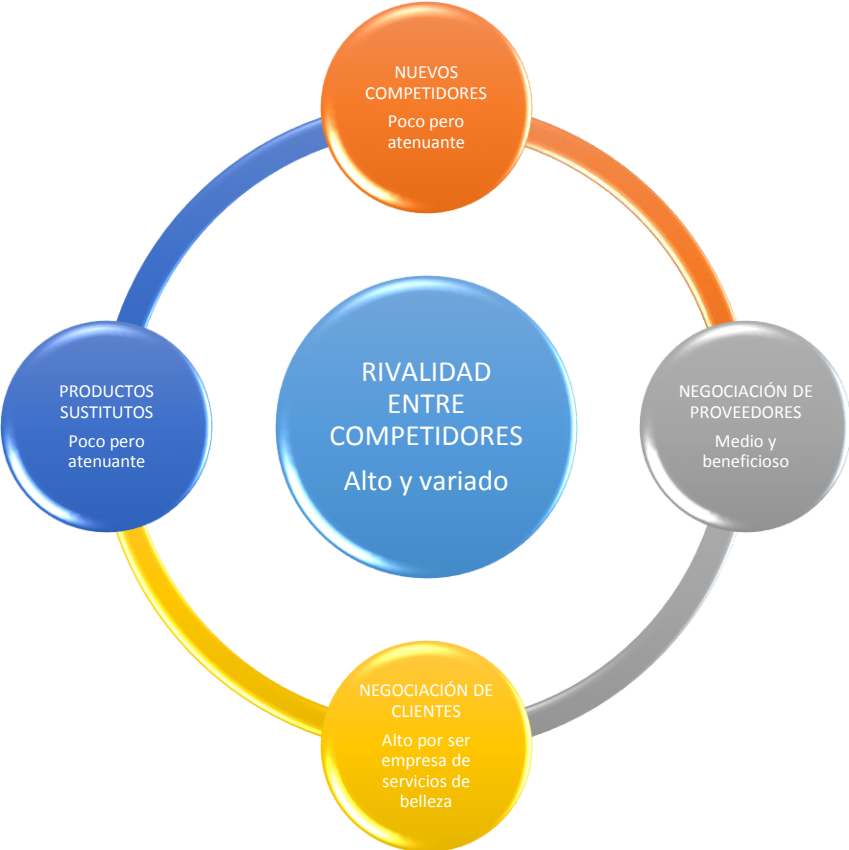 NUEVOS
COMPETIDORES
Poco pero
atenuante
PRODUCTOS
SUSTITUTOS
Poco pero
atenuante
RIVALIDAD
ENTRE
COMPETIDORES
Alto y variado
NEGOCIACIÓN DE
PROVEEDORES
Medio y
beneficioso
NEGOCIACIÓN DE
CLIENTES
Alto por ser
empresa de
servicios de
belleza